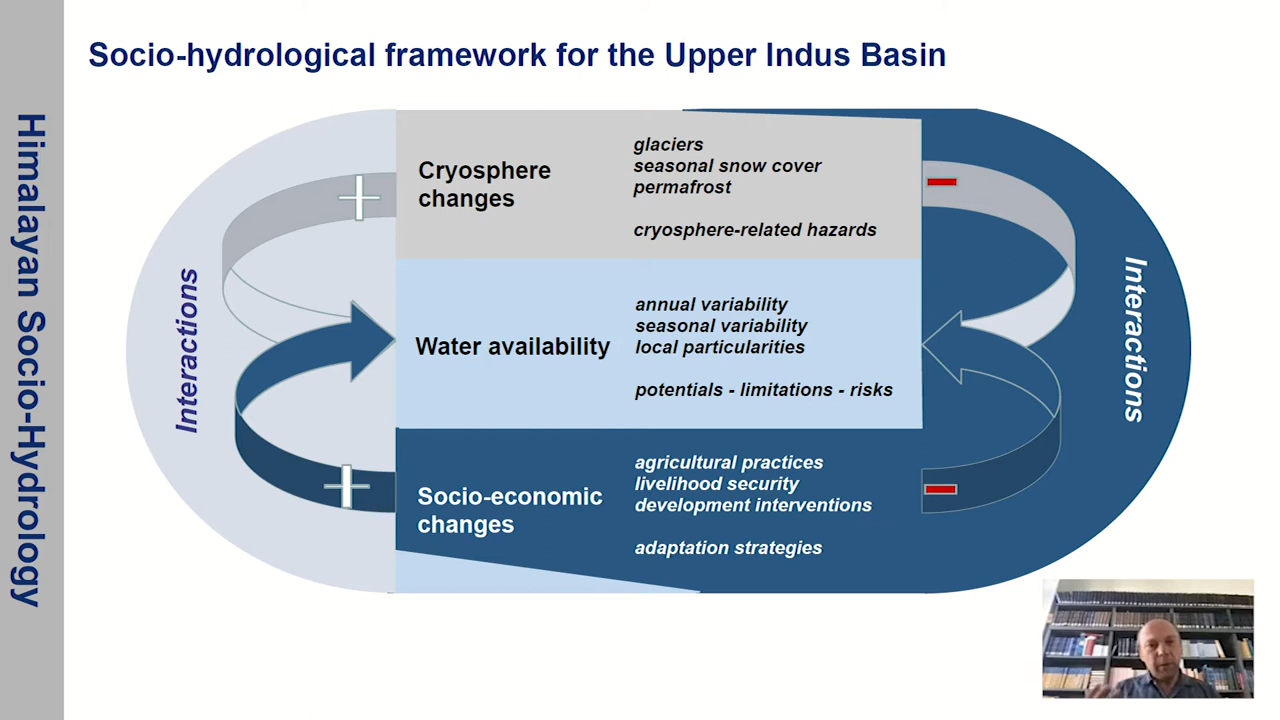 Socio-hydrological framework for the Upper Indus Basin
Himalayan Socio-Hydrology
Interactions
Cryosphere
changes
glaciers
seasonal snow cover
permafrost
cryosphere-related hazards
Water availability
annual variability
seasonal variability
local particularities
potentials - limitations - risks
Socio-economic
changes
agricultural practices
livelihood security
development interventions
adaptation strategies
Interactions